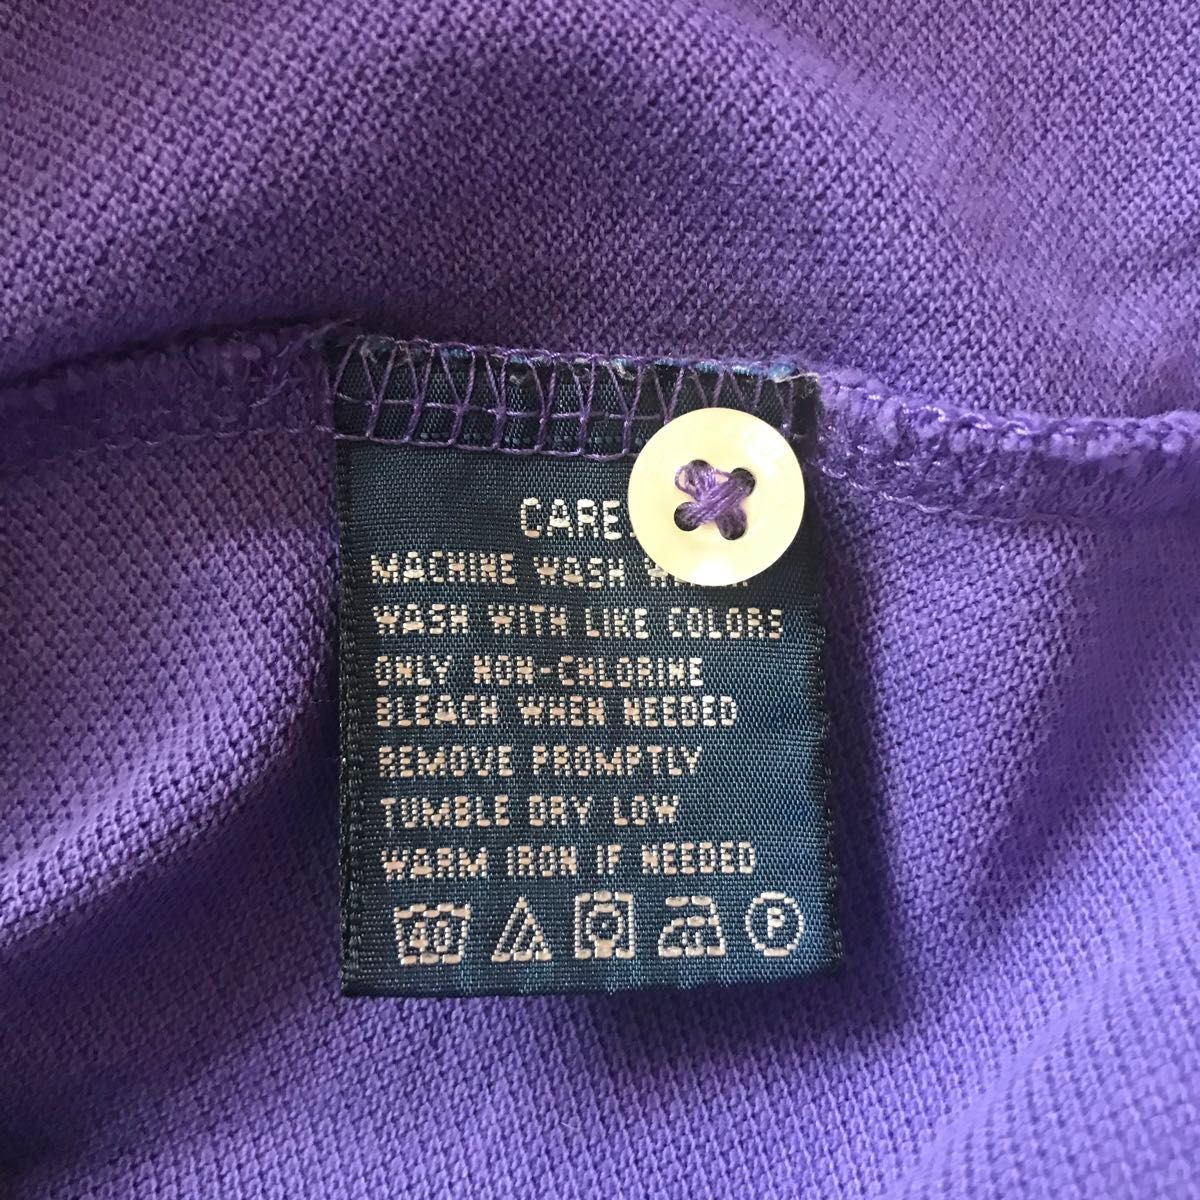 CARE:
MACHINE WASH
WASH WITH LIKE COLORS
ONLY NON-CHLORINE
BLEACH WHEN NEEDED
REMOVE PROMPTLY
TUMBLE DRY LOW
WARM IRON IF NEEDED
40 P